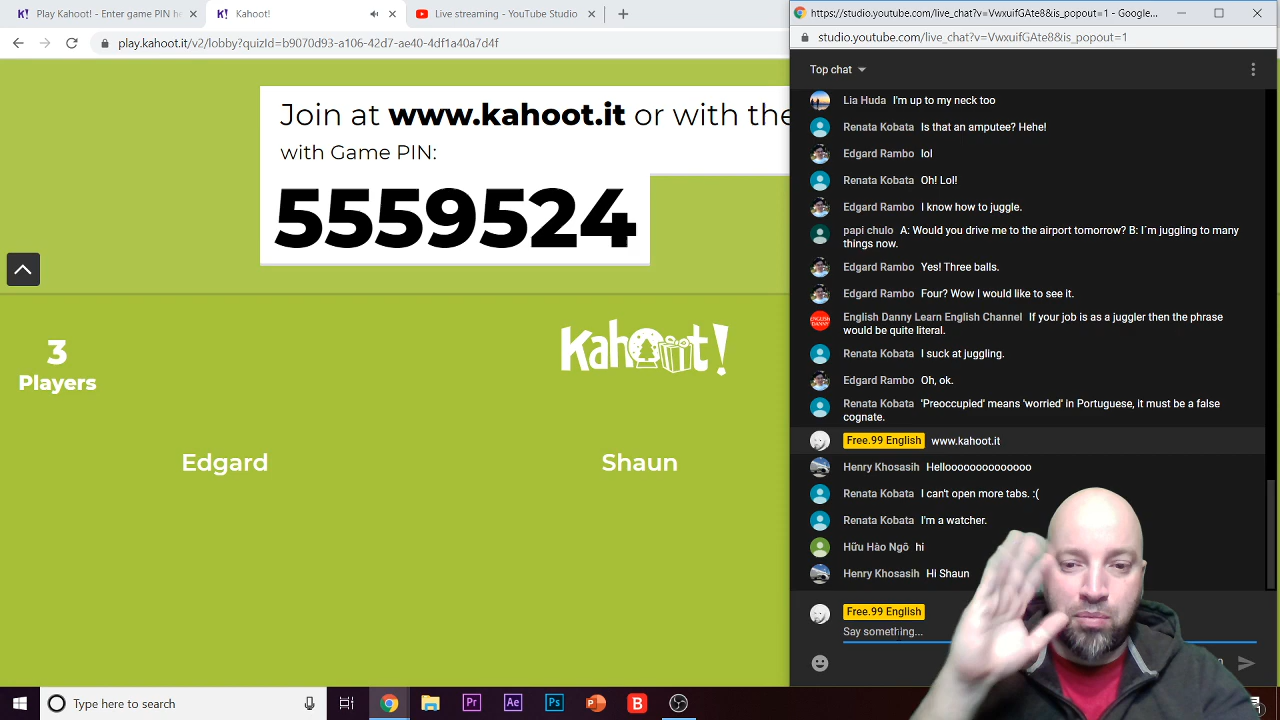 Play Kahoot! - Enter game PIN he
Kahoot!
Live streaming - YouTube Studio
https://studio.youtube.com/live_chat?v=VwxuifGAte8&is_popout=1 - Google...
play.kahoot.it/v2/lobby?quizId=b9070d93-a106-42d7-ae40-4df1a40a7d4f
studio.youtube.com/live_chat?v=VwxuifGAte8&is_popout=1
Join at www.kahoot.it or with the
with Game PIN:
5559524
3
Players
Kahoot!
Edgard
Shaun
Top chat
Lia Huda I'm up to my neck too
Renata Kobata Is that an amputee? Hehe!
Edgard Rambo lol
Renata Kobata Oh! Lol!
Edgard Rambo I know how to juggle.
papi chulo A: Would you drive me to the airport tomorrow? B: I´m juggling to many
things now.
Edgard Rambo Yes! Three balls.
Edgard Rambo Four? Wow I would like to see it.
ENGLISH DANNY
English Danny Learn English Channel If your job is as a juggler then the phrase
would be quite literal.
Renata Kobata I suck at juggling.
Edgard Rambo Oh, ok.
Renata Kobata 'Preoccupied' means 'worried' in Portuguese, it must be a false
cognate.
Free.99 English www.kahoot.it
Henry Khosasih Helloooooooooooooo
Renata Kobata I can't open more tabs. :(
Renata Kobata I'm a watcher.
Hữu Hào Ngô hi
Henry Khosasih Hi Shaun
Free.99 English
Say something...
Type here to search
Pr
Ae
Ps
P
B